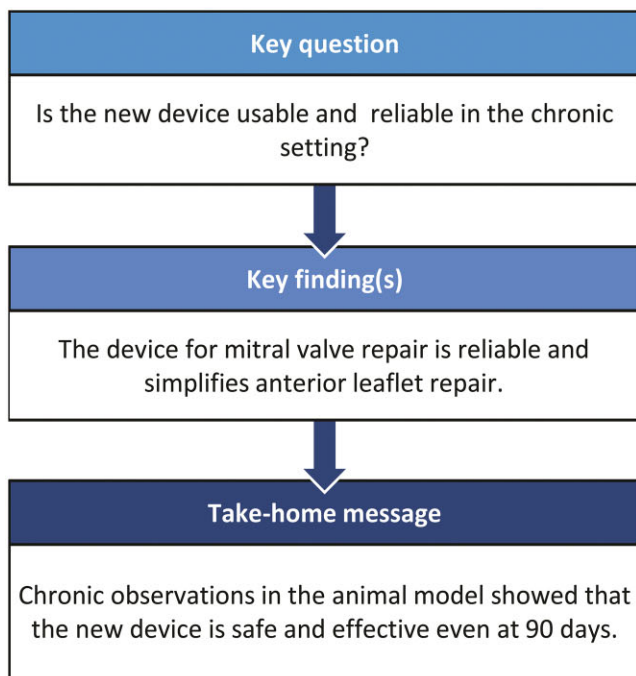 Key question
Is the new device usable and  reliable in the chronic
setting?
Key finding(s)
The device for mitral valve repair is reliable and
simplifies anterior leaflet repair.
Take-home message
Chronic observations in the animal model showed that
the new device is safe and effective even at 90 days.